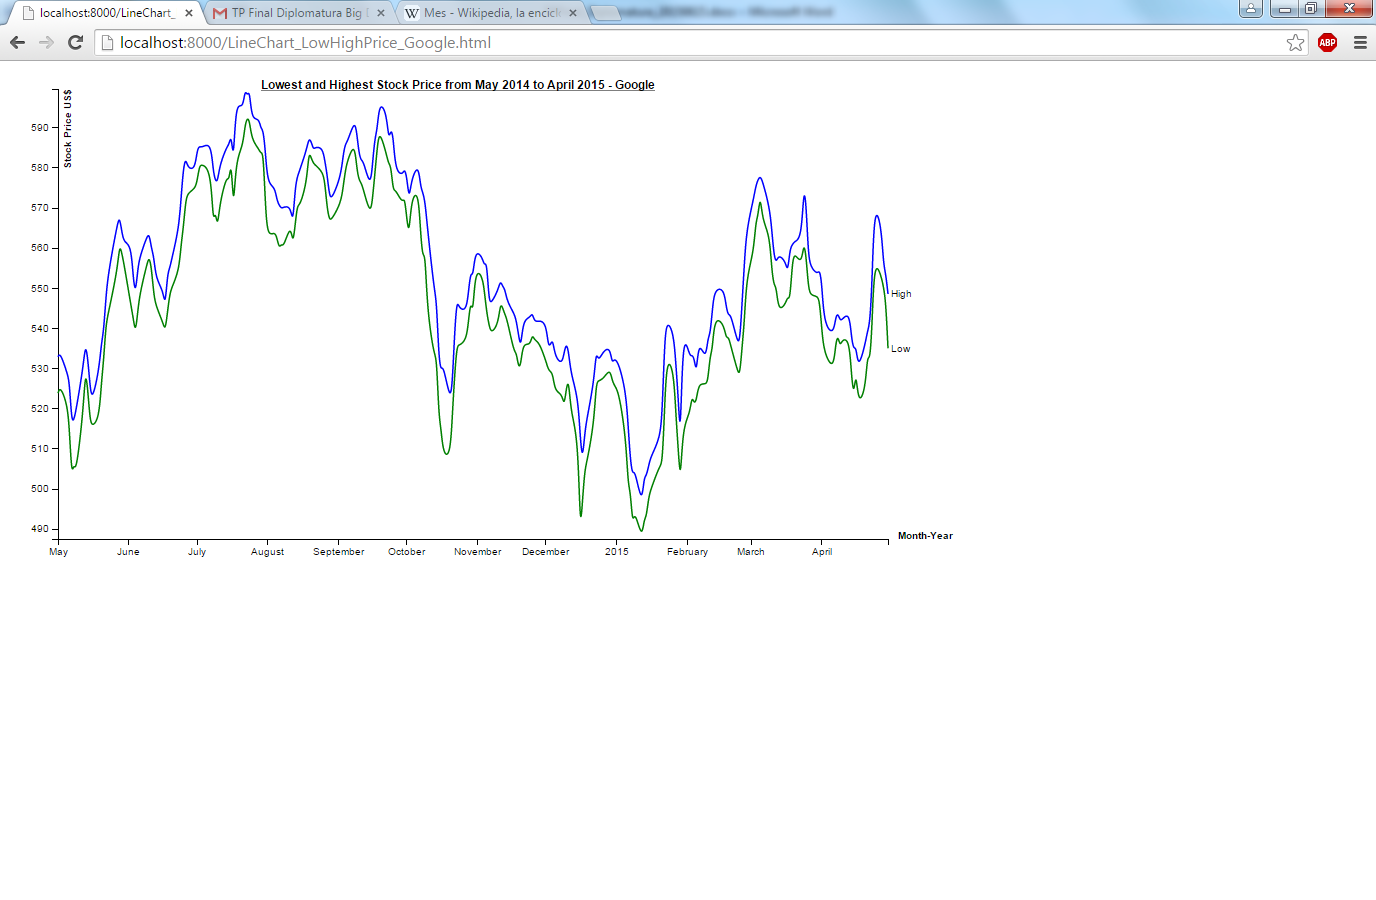 localhost:8000/LineChart_
TP Final Diplomatura Big D
Mes - Wikipedia, la encicl
localhost:8000/LineChart_LowHighPrice_Google.html
ABP
Lowest and Highest Stock Price from May 2014 to April 2015 - Google
Stock Price US$
590
580
570
560
550
540
530
520
510
500
490
High
Low
Month-Year
May June July August September October November December 2015 February March April